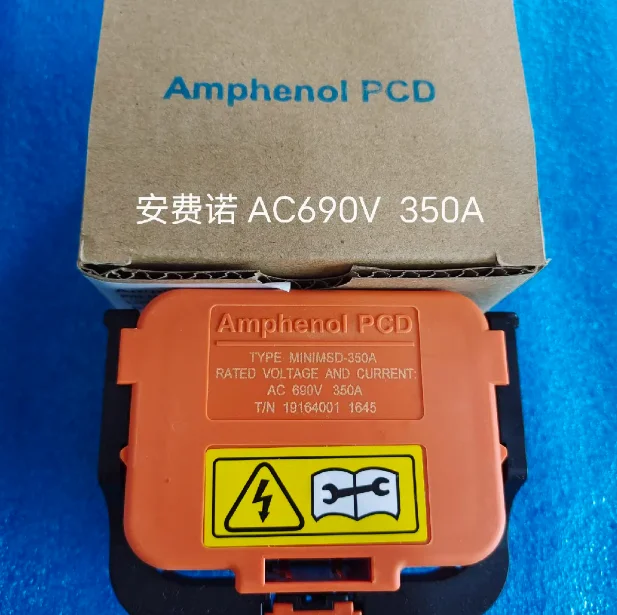 Amphenol PCD
安费诺 AC690V 350A
Amphenol PCD
TYPE MINIMSD-350A
RATED VOLTAGE AND CURRENT:
AC 690V 350A
T/N 19164001 1645